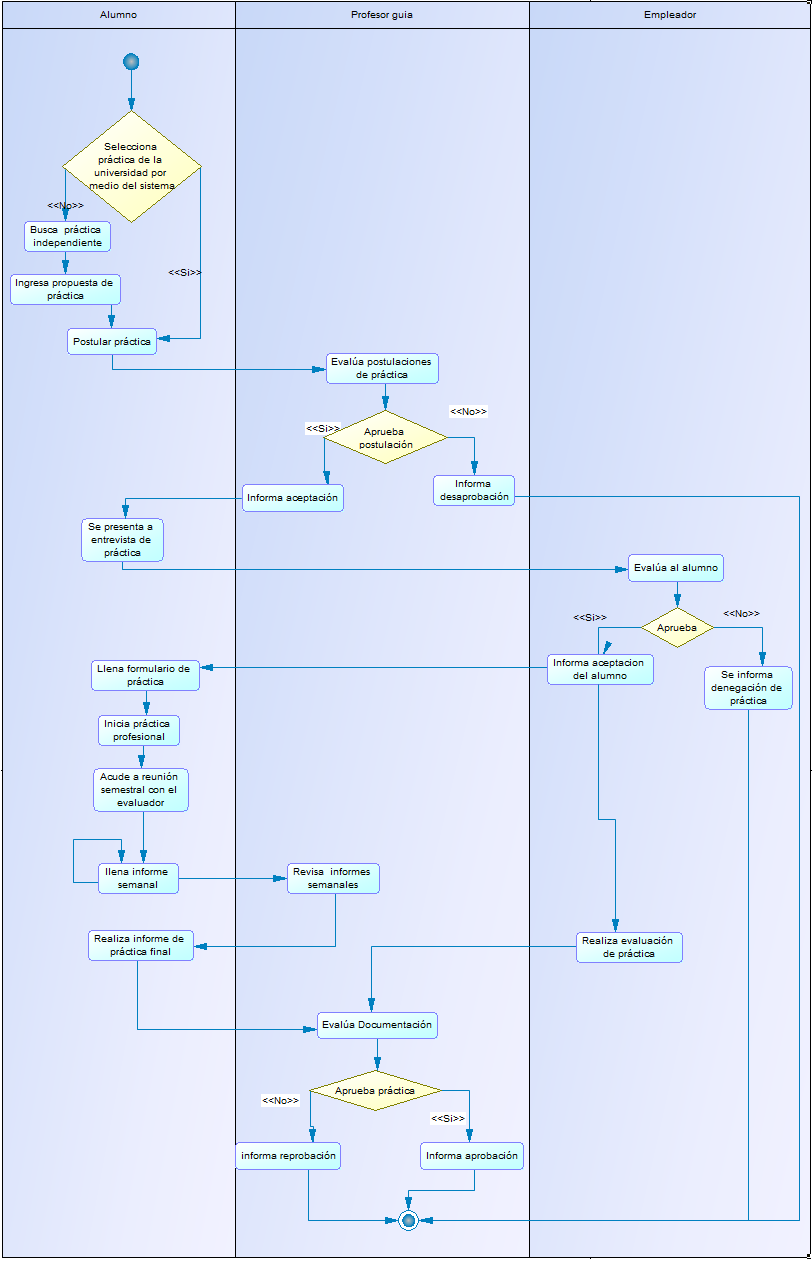 Alumno
Profesor guia
Empleador
Selecciona
práctica de la
universidad por
medio del sistema
<<No>>
Busca práctica
independiente
<<Si>>
Ingresa propuesta de
práctica
Postular práctica
Evalúa postulaciones
de práctica
<<No>>
<<Si>>
Aprueba
postulación
Informa
desaprobación
Informa aceptación
Se presenta a
entrevista de
práctica
Evalúa al alumno
<<Si>>
<<No>>
Aprueba
Llena formulario de
práctica
Informa aceptacion
del alumno
Se informa
denegación de
práctica
Inicia práctica
profesional
Acude a reunión
semestral con el
evaluador
llena informe
semanal
Revisa informes
semanales
Realiza informe de
práctica final
Realiza evaluación
de práctica
Evalúa Documentación
Aprueba práctica
<<No>>
<<Si>>
informa reprobación
Informa aprobación